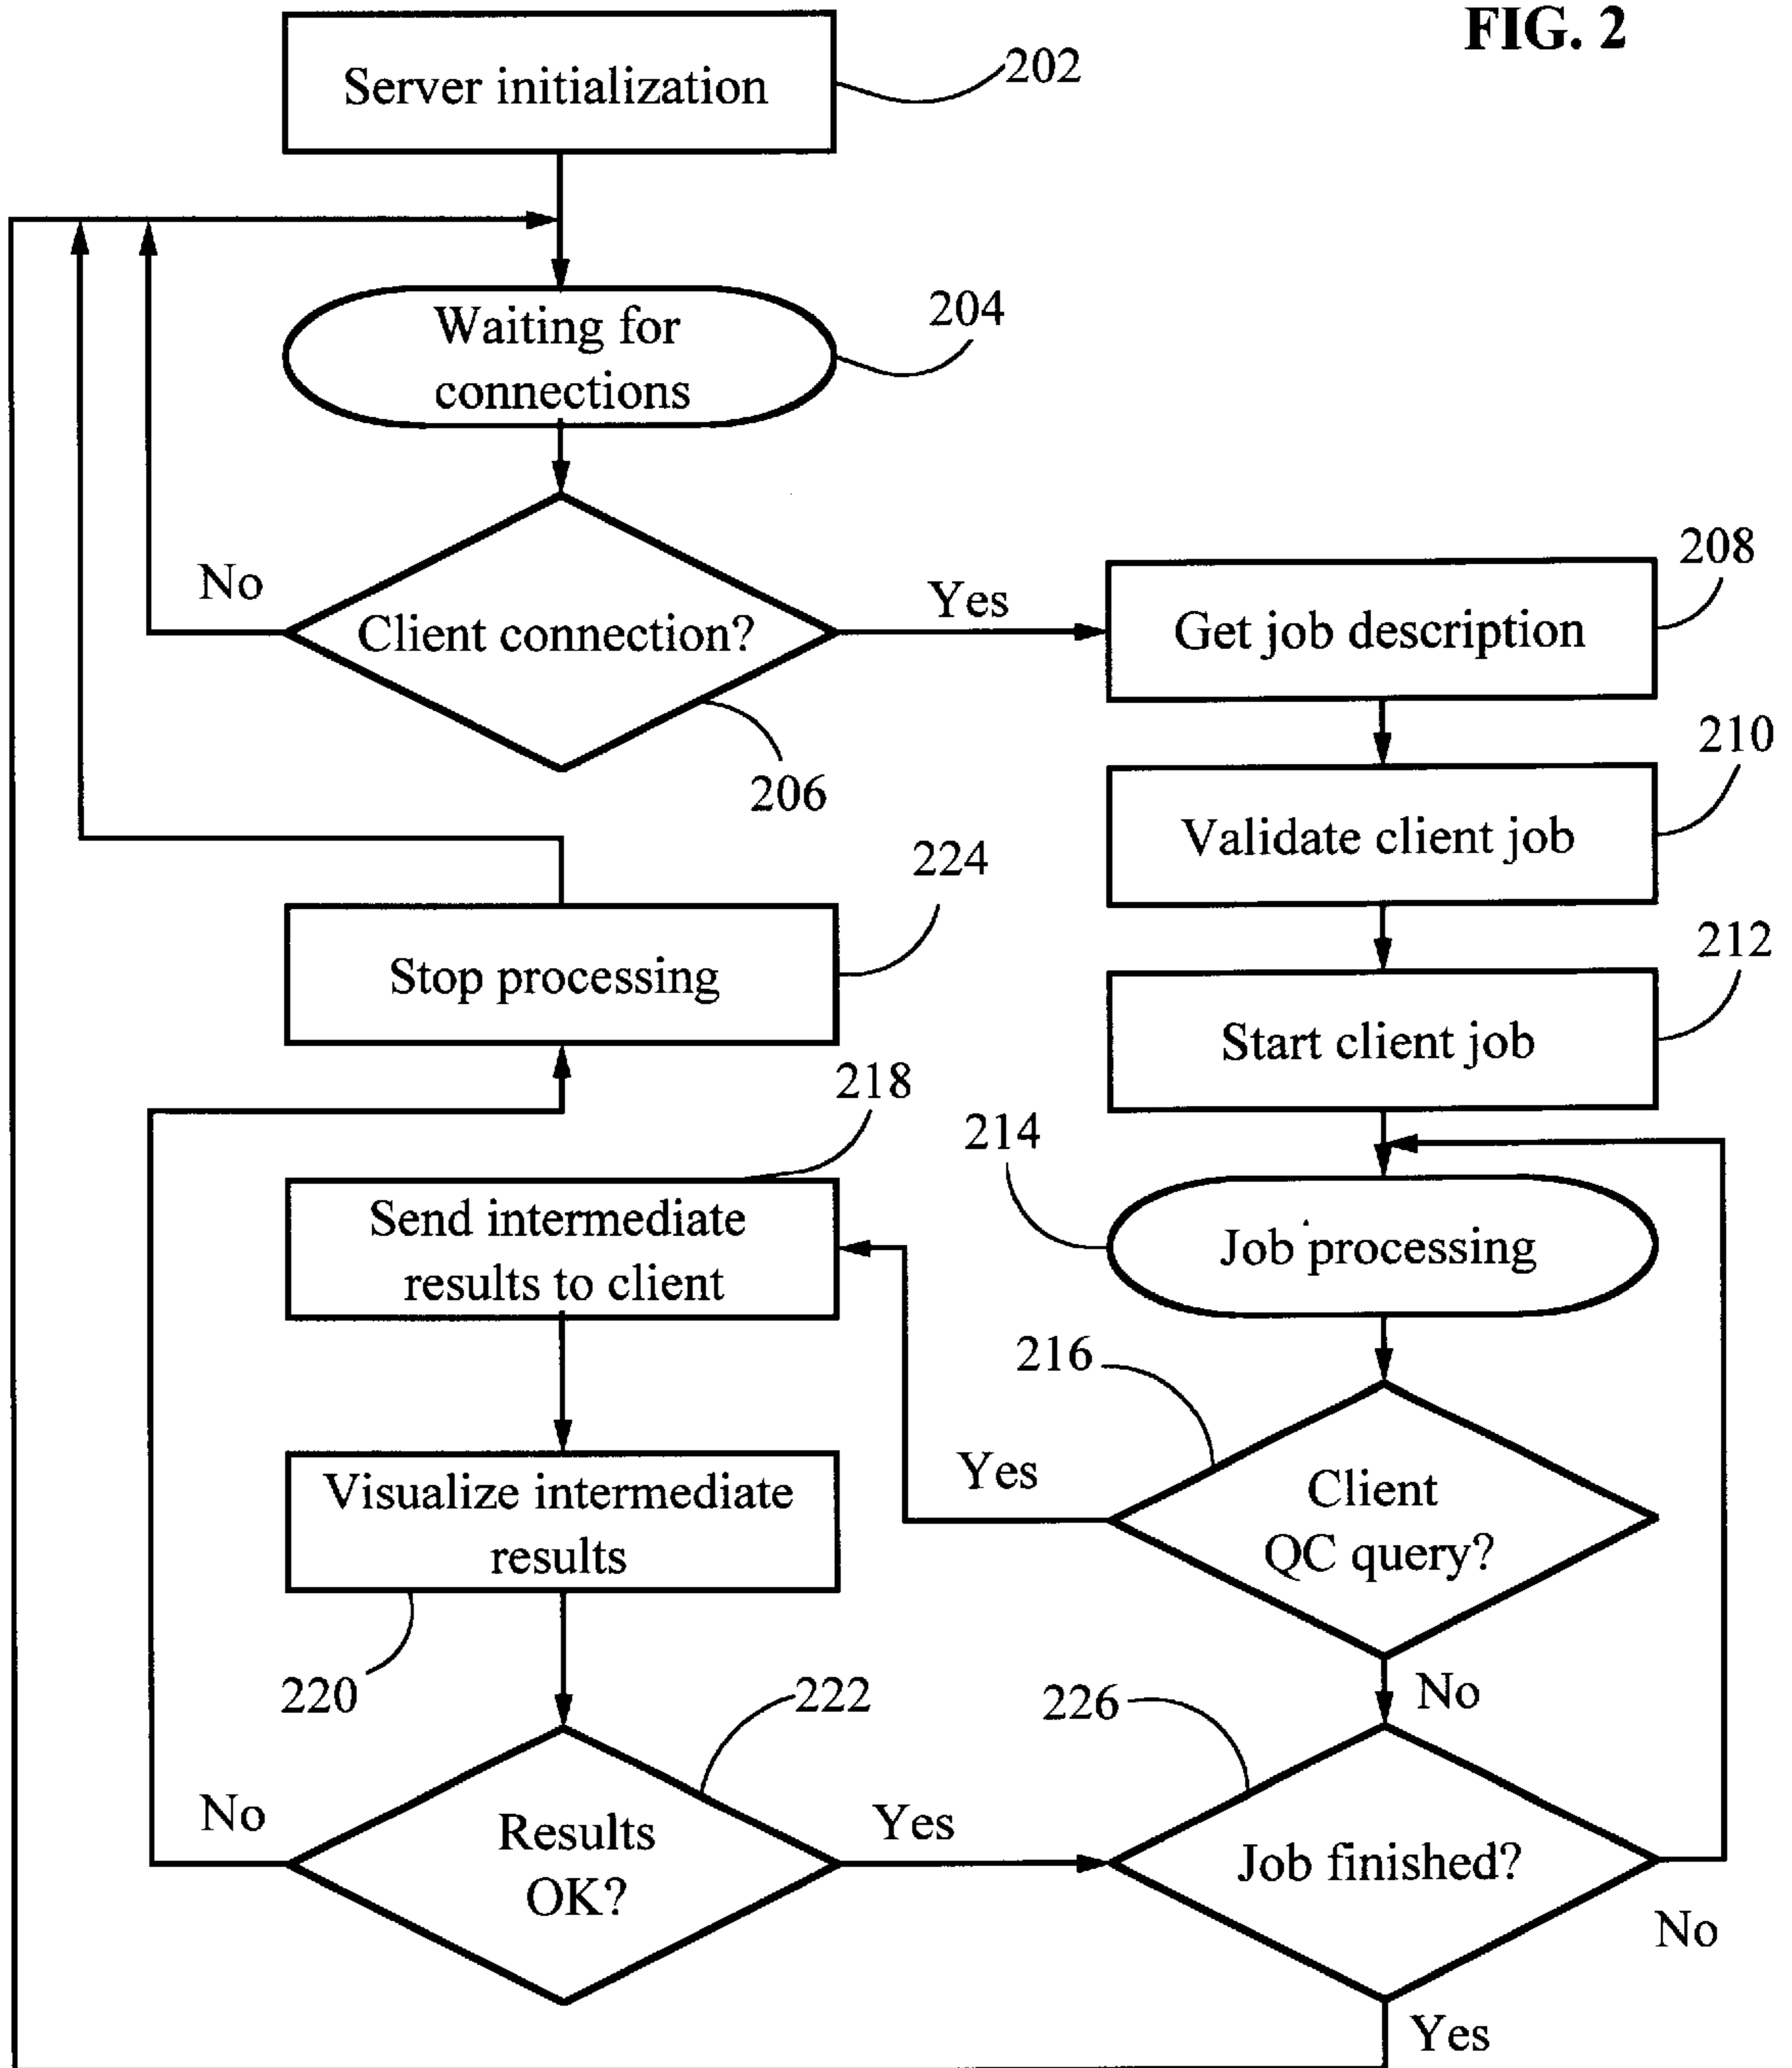 FIG. 2
Server initialization
202
Waiting for
connections
204
No
Client connection?
Yes
206
Get job description
208
Validate client job
210
Start client job
212
Stop processing
224
218
Send intermediate
results to client
214
Job processing
216
Visualize intermediate
results
220
Yes
Client
QC query?
No
222
226
No
Results
OK?
Yes
Job finished?
No
Yes